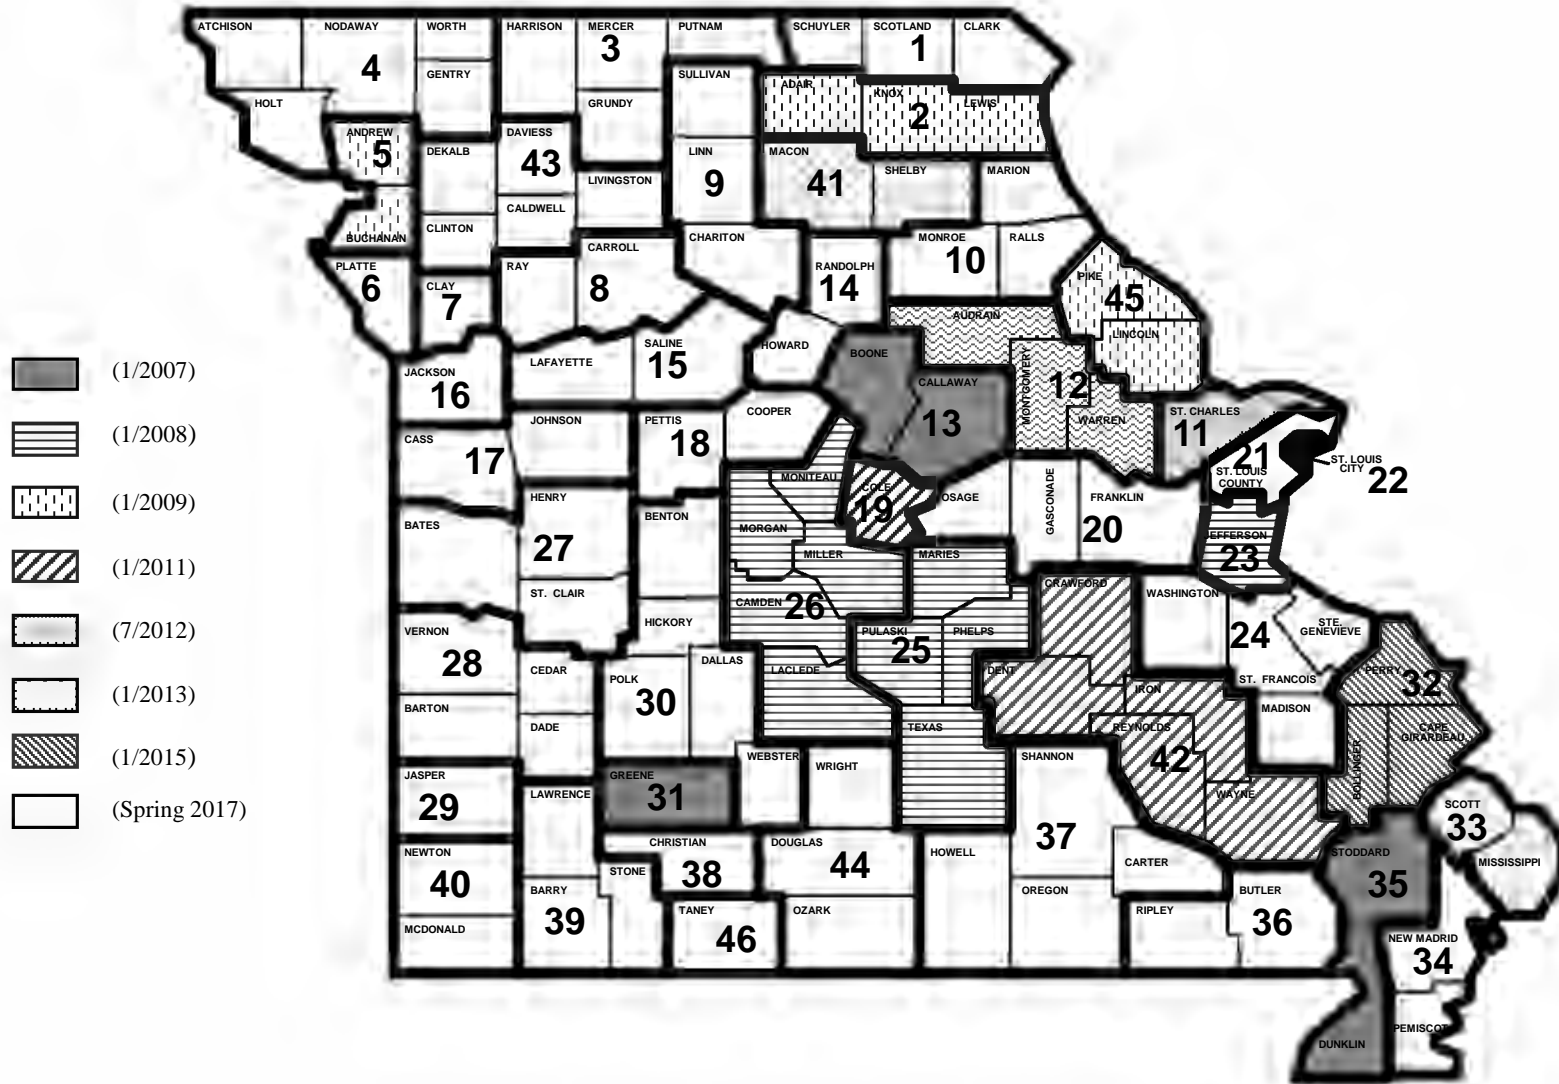 ATCHISON
NODAWAY
WORTH
HARRISON
MERCER
PUTNAM
SCHUYLER
SCOTLAND
CLARK
3
1
4
GENTRY
SULLIVAN
ADAIR
KNOX
LEWIS
HOLT
GRUNDY
2
ANDREW
5
DEKALB
DAVIESS
43
LINN
9
MACON
41
SHELBY
MARION
LIVINGSTON
CALDWELL
BUCHANAN
CLINTON
CARROLL
CHARITON
MONROE
RALLS
10
PLATTE
6
CLAY
7
RAY
8
RANDOLPH
14
PIKE
45
AUDRAIN
LINCOLN
(1/2007)
JACKSON
16
LAFAYETTE
SALINE
15
HOWARD
BOONE
CALLAWAY
13
MONTGOMERY
12
WARREN
ST. CHARLES
11
(1/2008)
CASS
17
JOHNSON
PETTIS
18
COOPER
21
ST. LOUIS
COUNTY
ST. LOUIS
CITY
22
MONITEAU
COLE
19
OSAGE
GASCONADE
FRANKLIN
20
(1/2009)
BATES
HENRY
27
BENTON
MORGAN
MILLER
MARIES
JEFFERSON
23
(1/2011)
ST. CLAIR
CAMDEN
26
CRAWFORD
WASHINGTON
(7/2012)
VERNON
28
HICKORY
PULASKI
25
PHELPS
24
STE.
GENEVIEVE
CEDAR
POLK
30
DALLAS
LACLEDE
DENT
IRON
ST. FRANCOIS
PERRY
32
(1/2013)
BARTON
DADE
TEXAS
REYNOLDS
42
MADISON
BOLLINGER
CAPE
GIRARDEAU
(1/2015)
JASPER
29
GREENE
31
WEBSTER
WRIGHT
SHANNON
WAYNE
(Spring 2017)
LAWRENCE
SCOTT
33
NEWTON
40
CHRISTIAN
38
DOUGLAS
44
HOWELL
37
CARTER
STODDARD
35
MISSISSIPPI
STONE
BARRY
39
TANEY
46
OZARK
OREGON
RIPLEY
BUTLER
36
MCDONALD
NEW MADRID
34
DUNKLIN
PEMISCOT